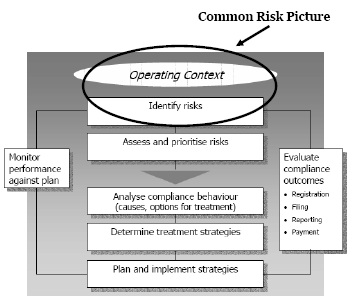 Common Risk Picture
Operating Context
Identify risks
Assess and prioritise risks
Monitor
performance
against plan
Evaluate
compliance
outcomes
• Registration
• Filing
• Reporting
• Payment
Analyse compliance behaviour
(causes, options for treatment)
Determine treatment strategies
Plan and implement strategies